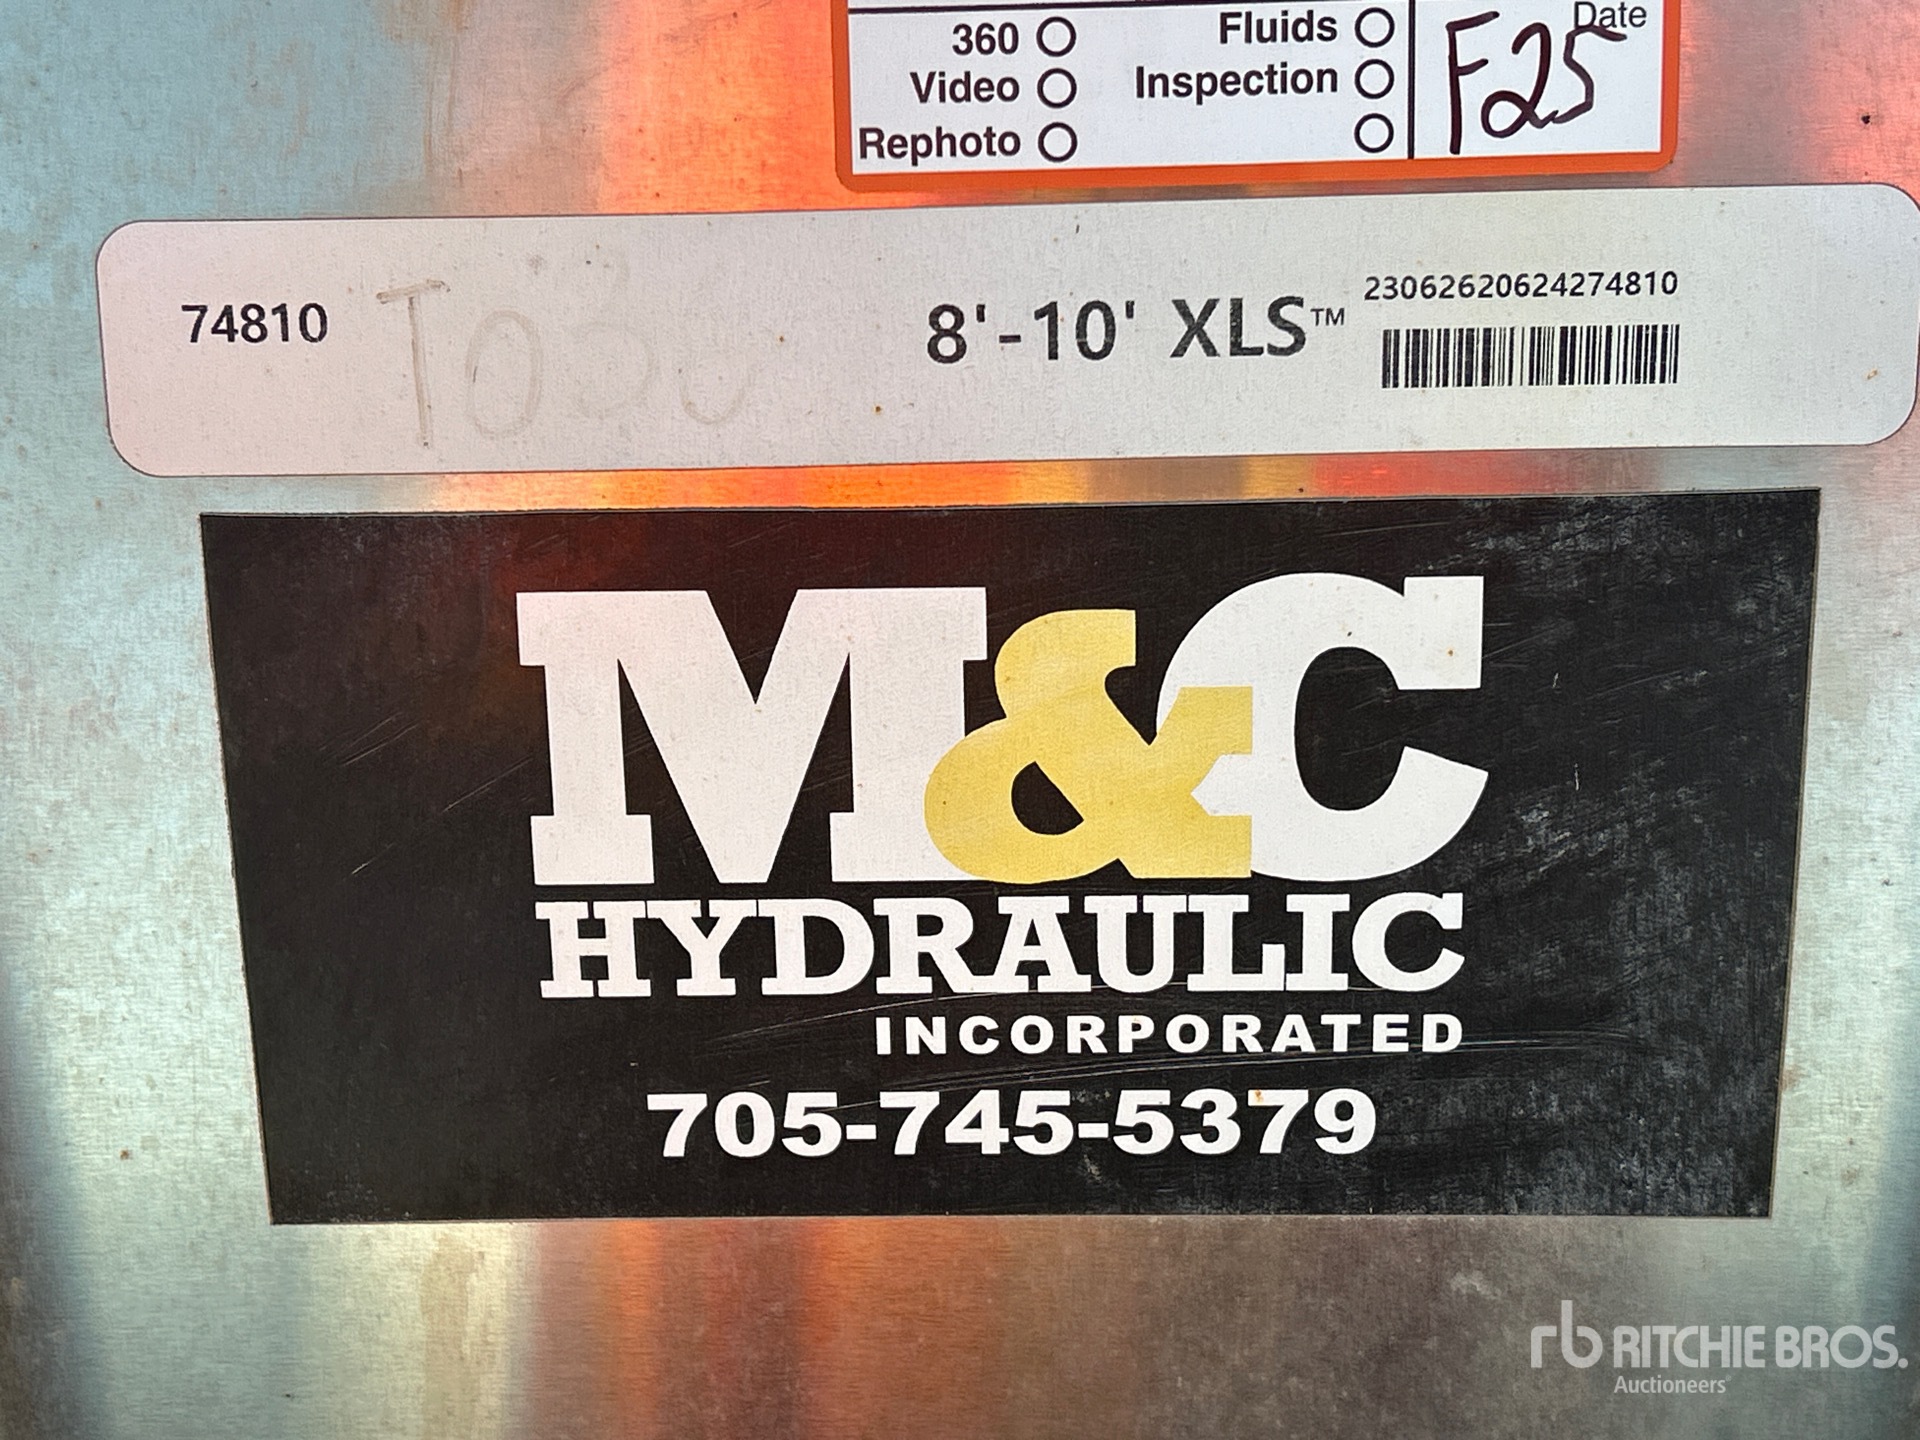 360 Fluids Date
Video Inspection F25
Rephoto
74810 8'-10' XLS™ 23062620624274810
M&C
HYDRAULIC
INCORPORATED
705-745-5379
rb RITCHIE BROS.
Auctioneers